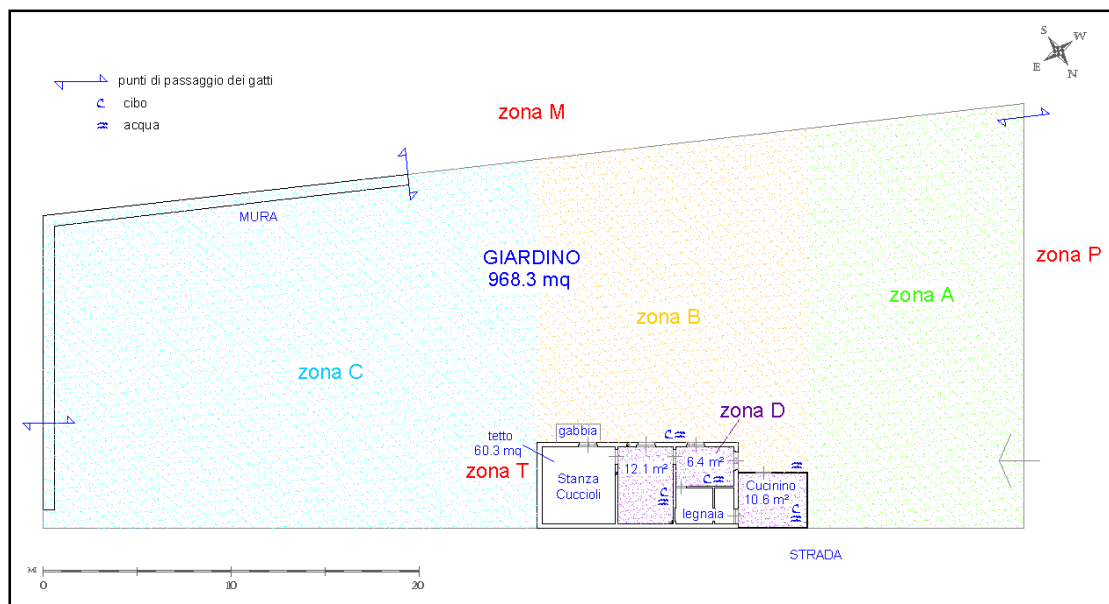 S
W
E
N
punti di passaggio dei gatti
cibo
acqua
zona M
MURA
GIARDINO
968.3 mq
zona P
zona A
zona B
zona C
zona D
gabbia
tetto
60.3 mq
zona T
Stanza
Cuccioli
12.1 m²
6.4 m²
Cucinino
10.6 m²
legnaia
STRADA
0
10
20